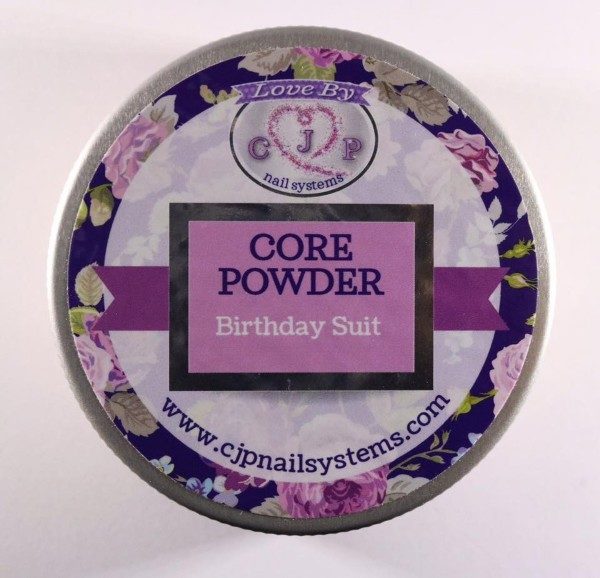 Love By
C J P
nail systems
CORE
POWDER
Birthday Suit
www.cjpnailsystems.com